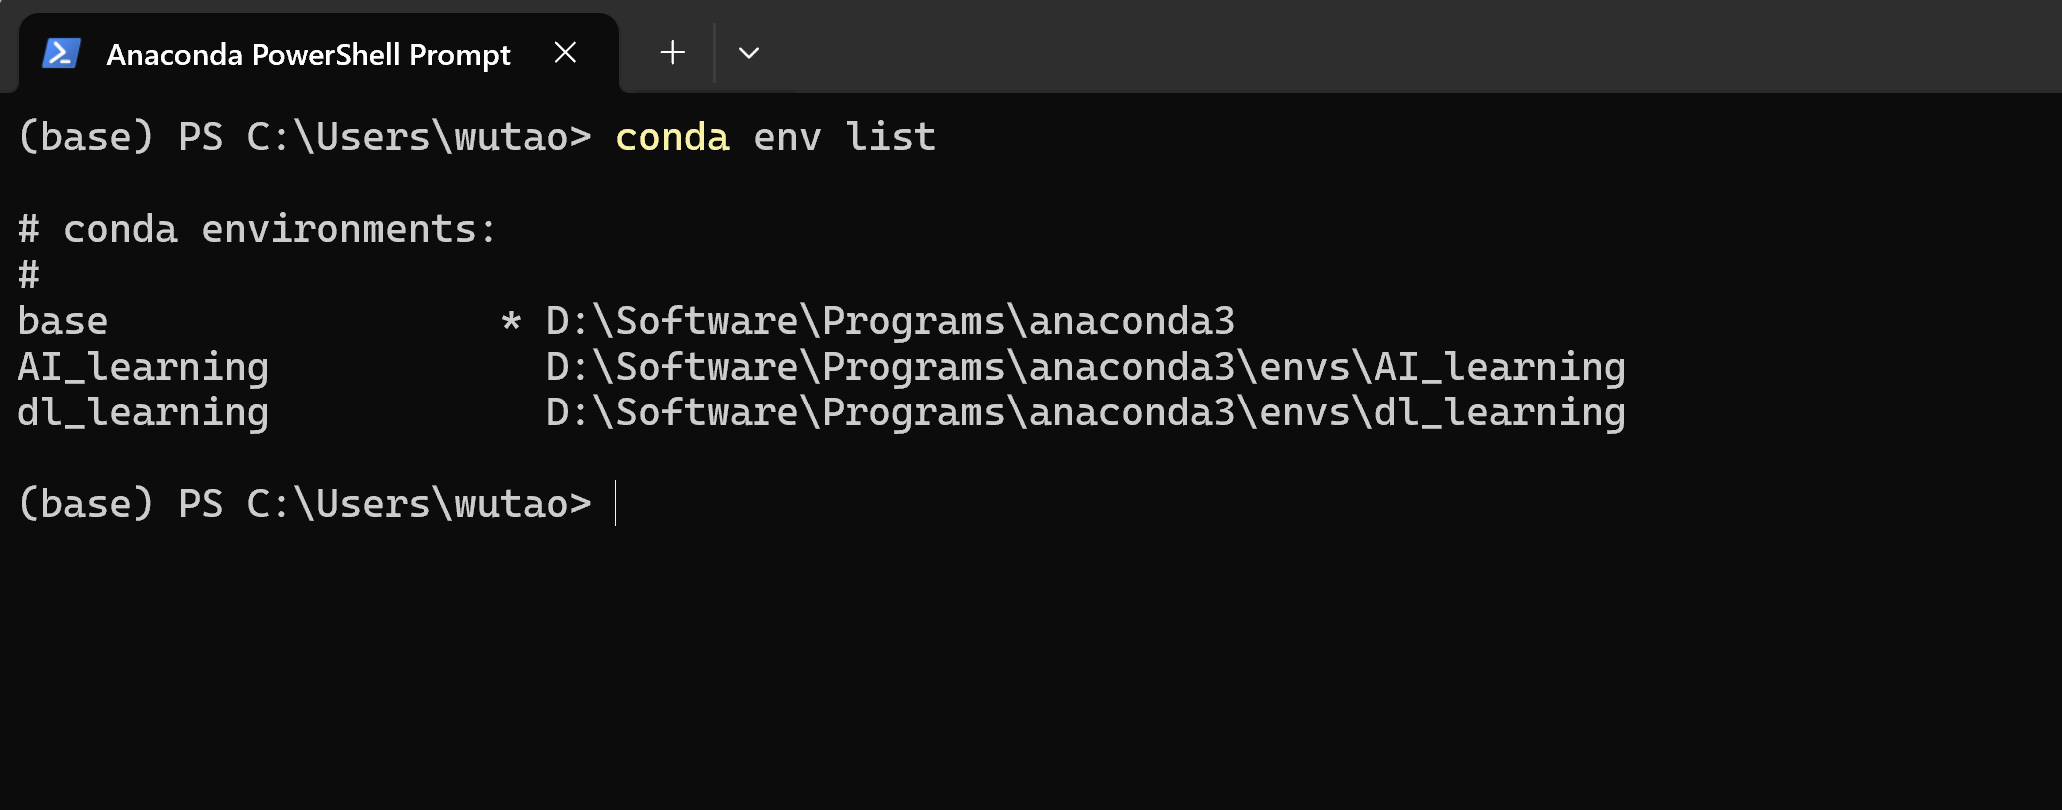 Anaconda PowerShell Prompt
(base) PS C:\Users\wutao> conda env list
# conda environments:
#
base                 * D:\Software\Programs\anaconda3
AI_learning            D:\Software\Programs\anaconda3\envs\AI_learning
dl_learning            D:\Software\Programs\anaconda3\envs\dl_learning
(base) PS C:\Users\wutao>